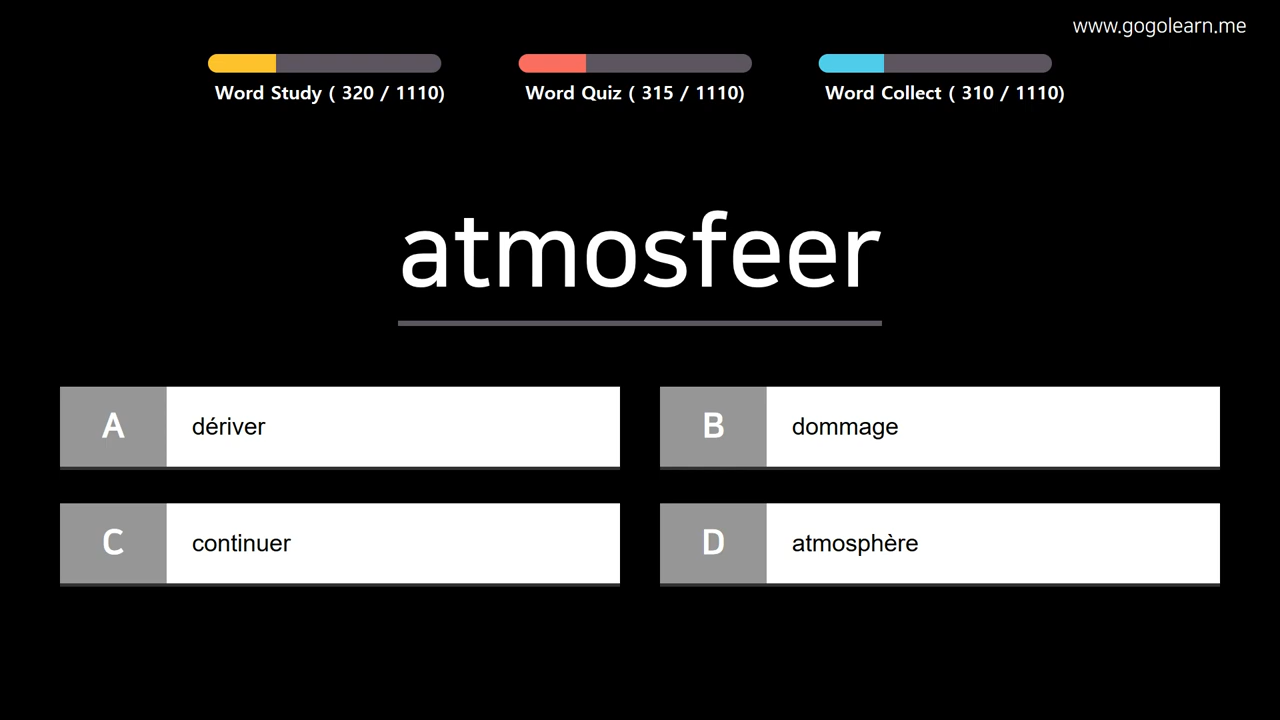 www.gogolearn.me
Word Study ( 320 / 1110)
Word Quiz ( 315 / 1110)
Word Collect ( 310 / 1110)
atmosfeer
A dériver
B dommage
C continuer
D atmosphère